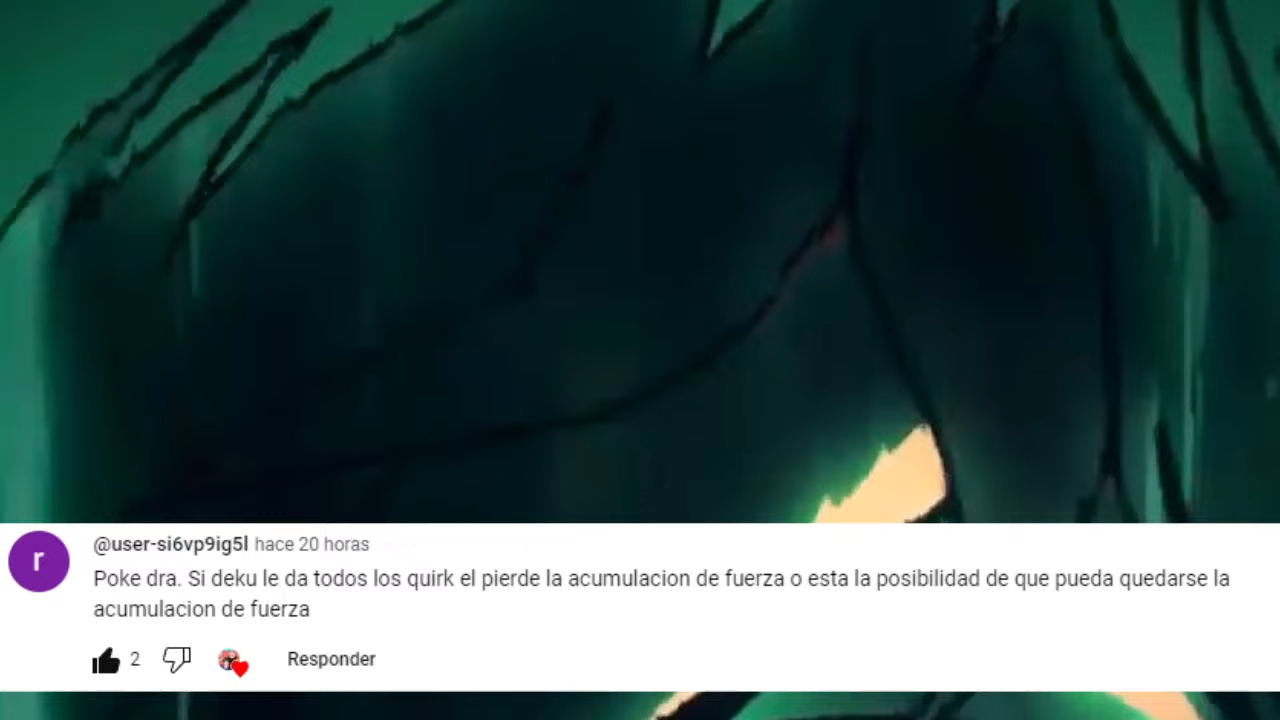 r
@user-si6vp9ig5l hace 20 horas
Poke dra. Si deku le da todos los quirk el pierde la acumulacion de fuerza o esta la posibilidad de que pueda quedarse la
acumulacion de fuerza
2 Responder